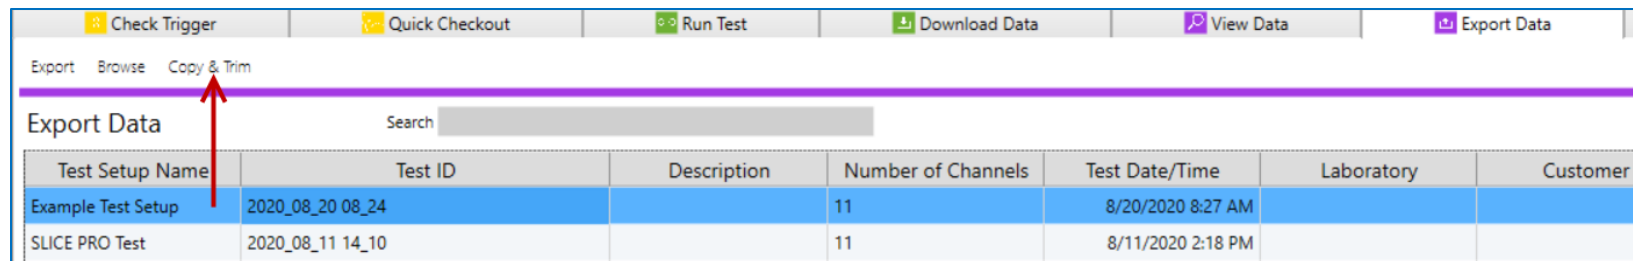 Check Trigger Quick Checkout Run Test Download Data View Data Export Data
Export Browse Copy & Trim
Export Data Search
Test Setup Name Test ID Description Number of Channels Test Date/Time Laboratory Customer
Example Test Setup 2020_08_20 08_24 11 8/20/2020 8:27 AM
SLICE PRO Test 2020_08_11 14_10 11 8/11/2020 2:18 PM